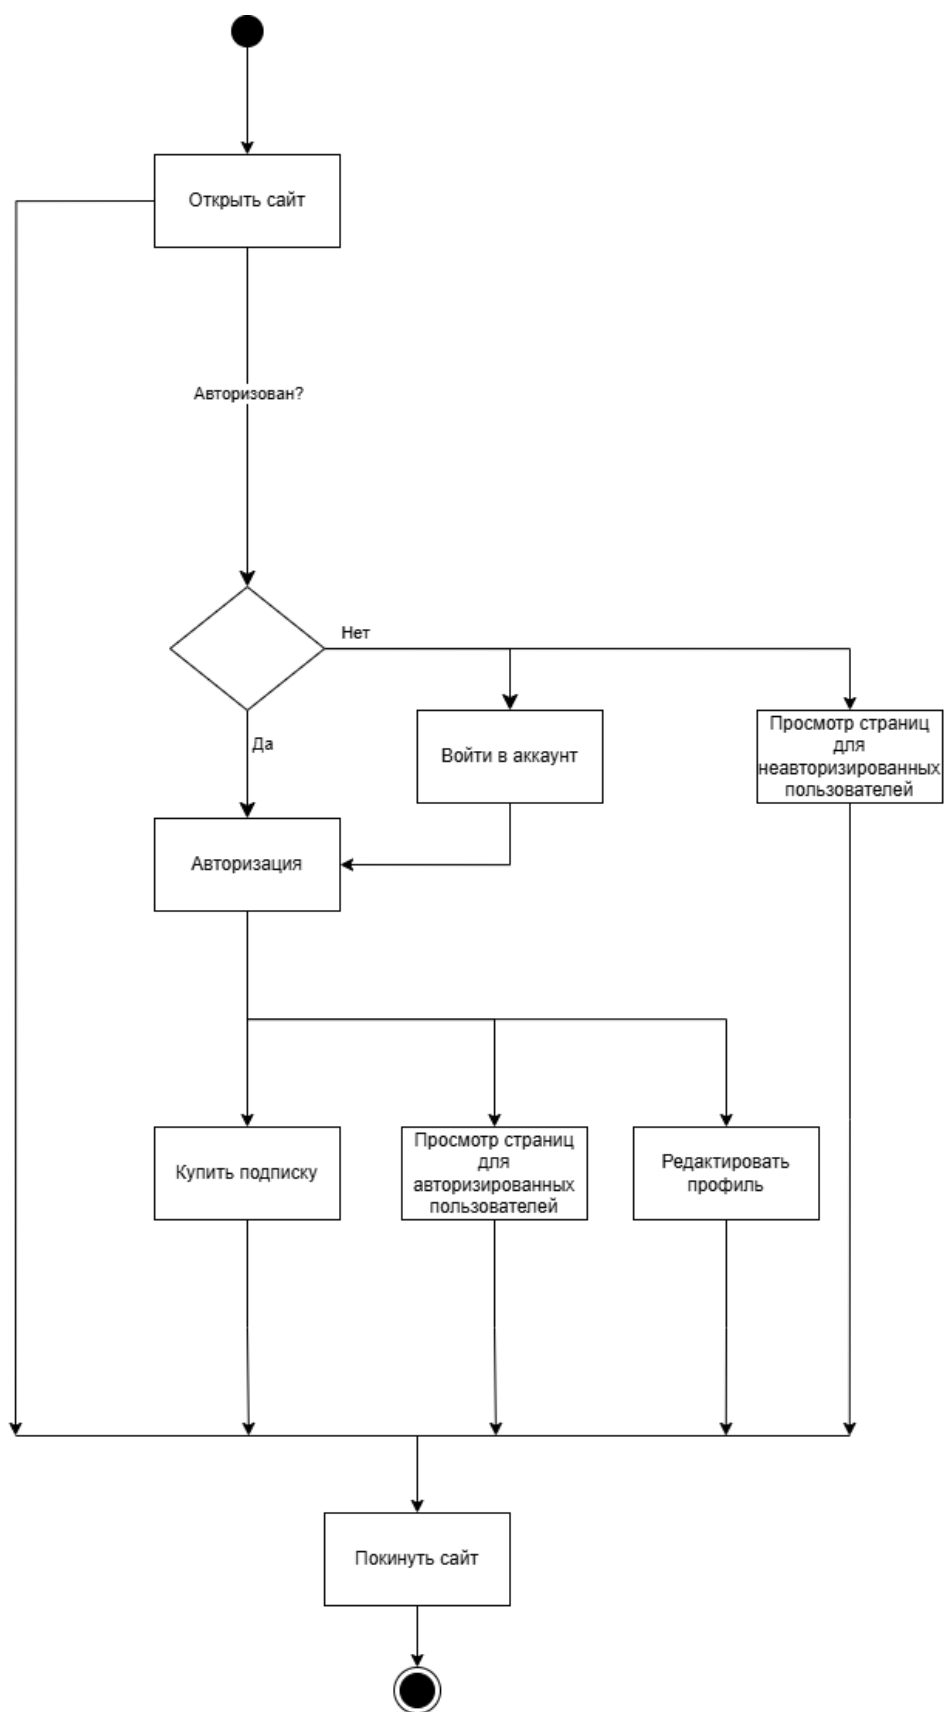 Открыть сайт
Авторизован?
Нет
Войти в аккаунт
Просмотр страниц
для
неавторизированных
пользователей
Да
Авторизация
Купить подписку
Просмотр страниц
для
авторизированных
пользователей
Редактировать
профиль
Покинуть сайт